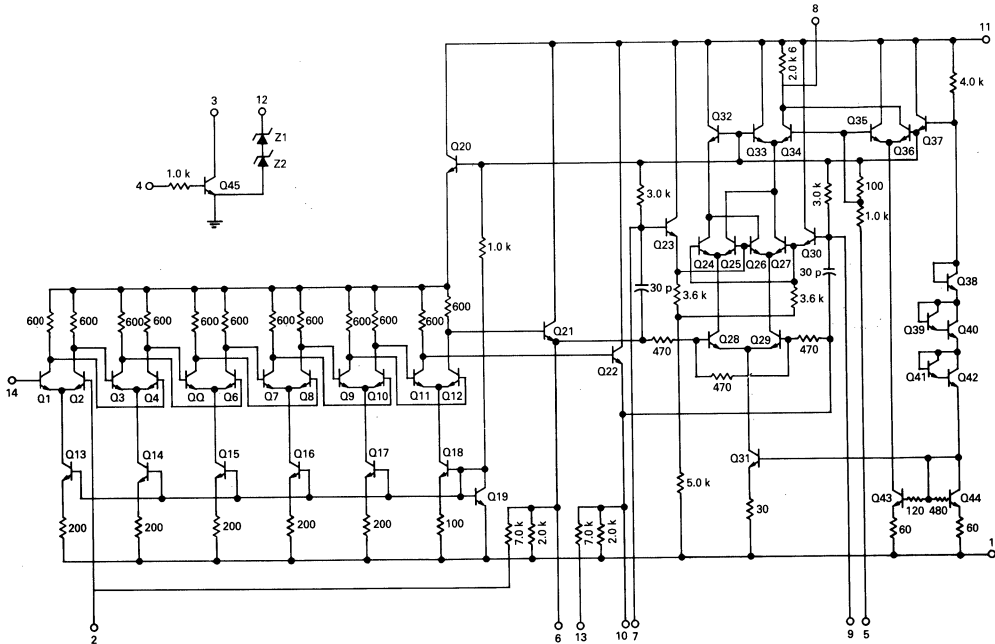 8
11
2.0 k 6
4.0 k
3
12
Q32
Q33
Q34
Q35
Q36
Q37
Z1
Z2
Q20
1.0 k
4
Q45
3.0 k
3.0 k
100
1.0 k
1.0 k
Q23
Q24
Q25
Q26
Q27
Q30
30 p
30 p
Q38
3.6 k
3.6 k
600
600
600
600
600
600
600
600
600
600
600
600
Q21
Q28
Q29
Q39
Q40
470
470
Q22
470
Q41
Q42
14
Q1
Q2
Q3
Q4
QQ
Q6
Q7
Q8
Q9
Q10
Q11
Q12
Q13
Q14
Q15
Q16
Q17
Q18
Q31
Q19
5.0 k
Q43
Q44
120
480
200
200
200
200
200
100
7.0 k
2.0 k
7.0 k
2.0 k
30
60
60
1
2
6
13
10
7
9
5